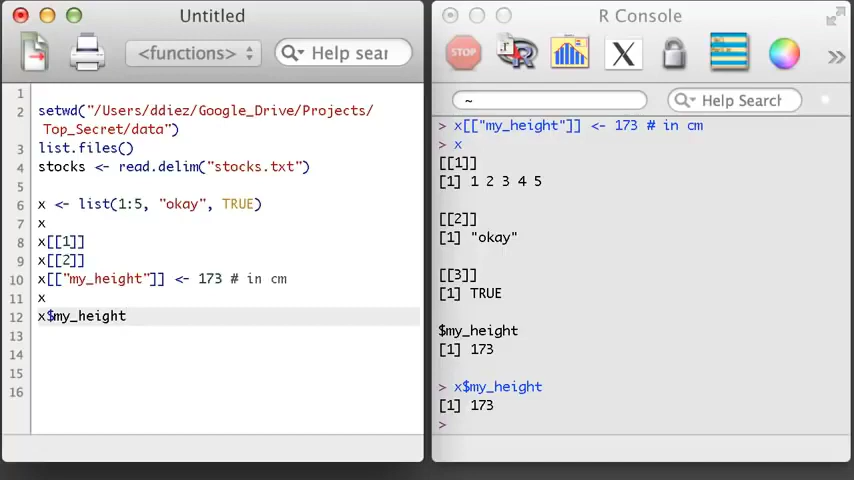 Untitled
<functions>
Help sear
1
2 setwd("/Users/ddiez/Google_Drive/Projects/
Top_Secret/data")
3 list.files()
4 stocks <- read.delim("stocks.txt")
5
6 x <- list(1:5, "okay", TRUE)
7 x
8 x[[1]]
9 x[[2]]
10 x[["my_height"]] <- 173 # in cm
11 x
12 x$my_height
13
14
15
16
R Console
STOP
R
X
»
~
Help Search
> x[["my_height"]] <- 173 # in cm
> x
[[1]]
[1] 1 2 3 4 5
[[2]]
[1] "okay"
[[3]]
[1] TRUE
$my_height
[1] 173
> x$my_height
[1] 173
>